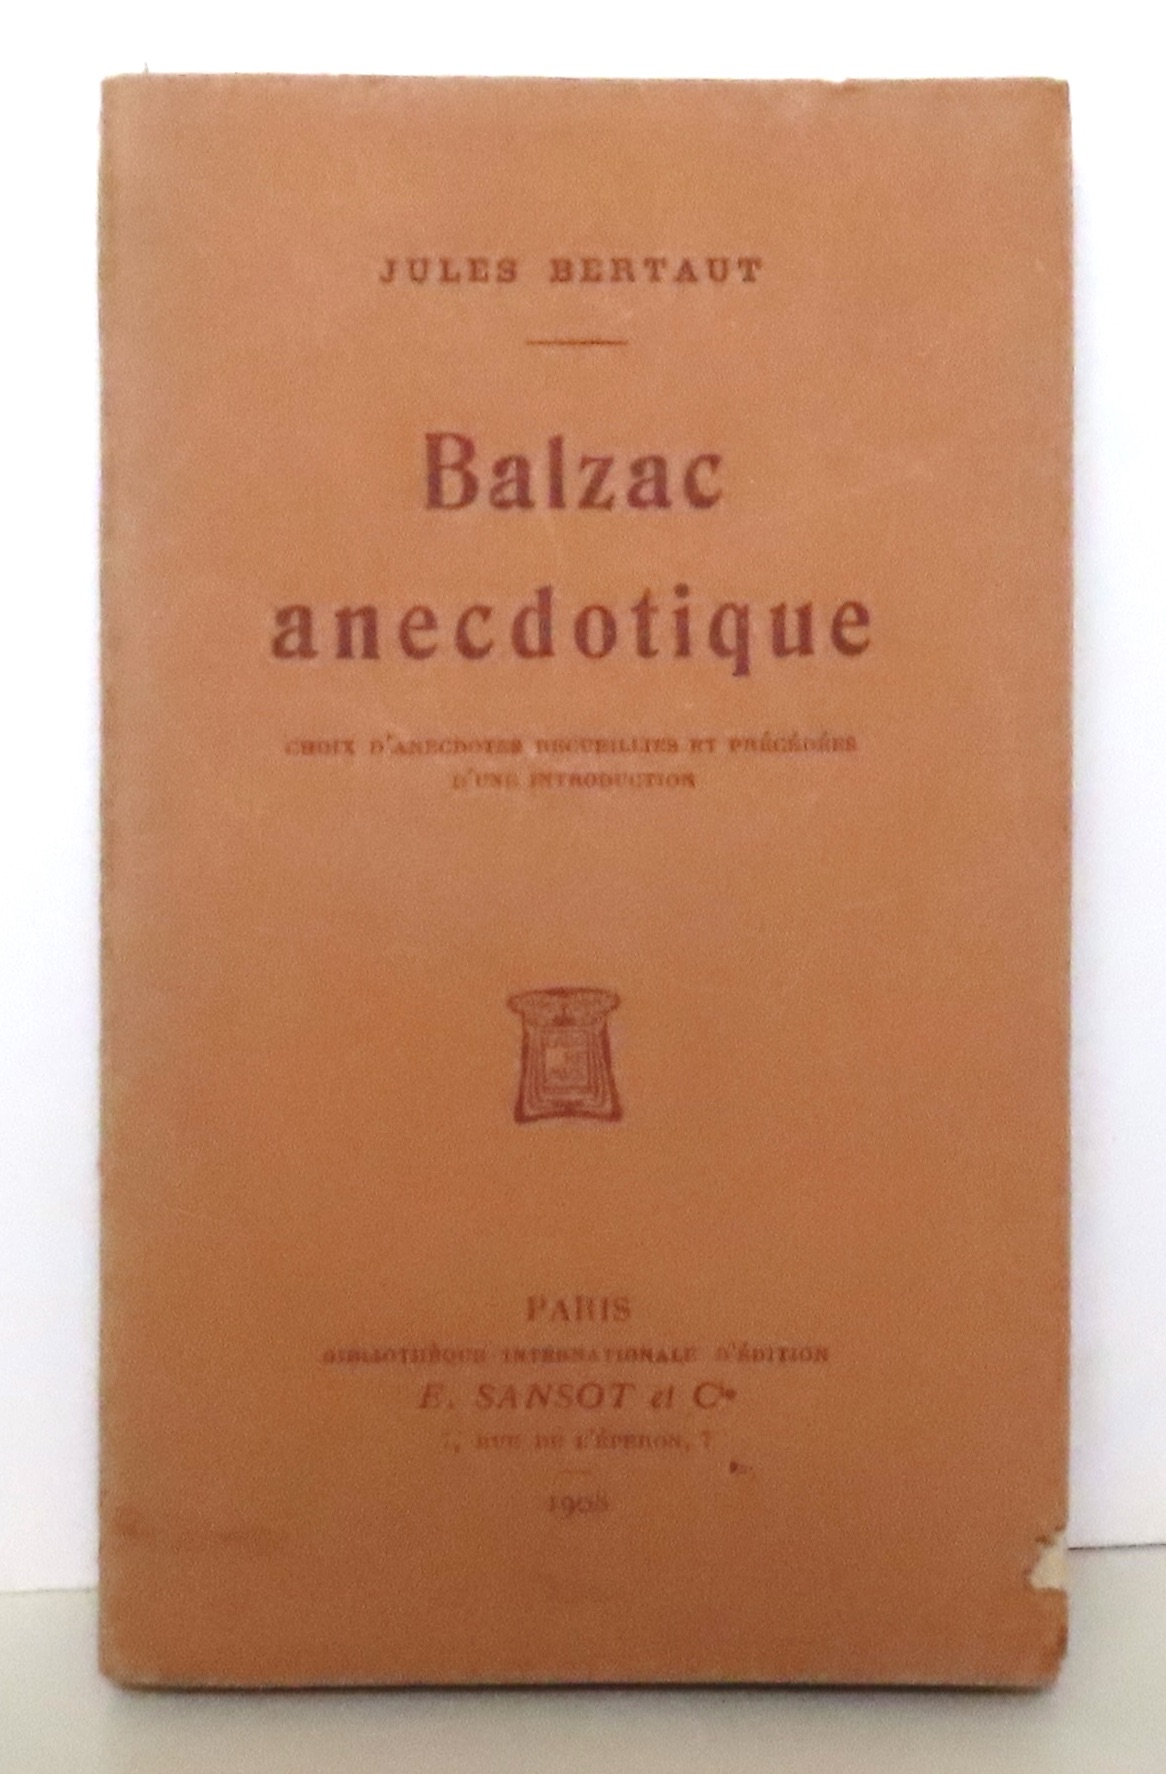 JULES BERTAUT
Balzac
anecdotique
CHOIX D'ANECDOTES RECUEILLIES ET PRÉCÉDÉES
D'UNE INTRODUCTION
PARIS
BIBLIOTHÈQUE INTERNATIONALE D'ÉDITION
E. SANSOT et Cie
7, RUE DE L'ÉPERON, 7
1908